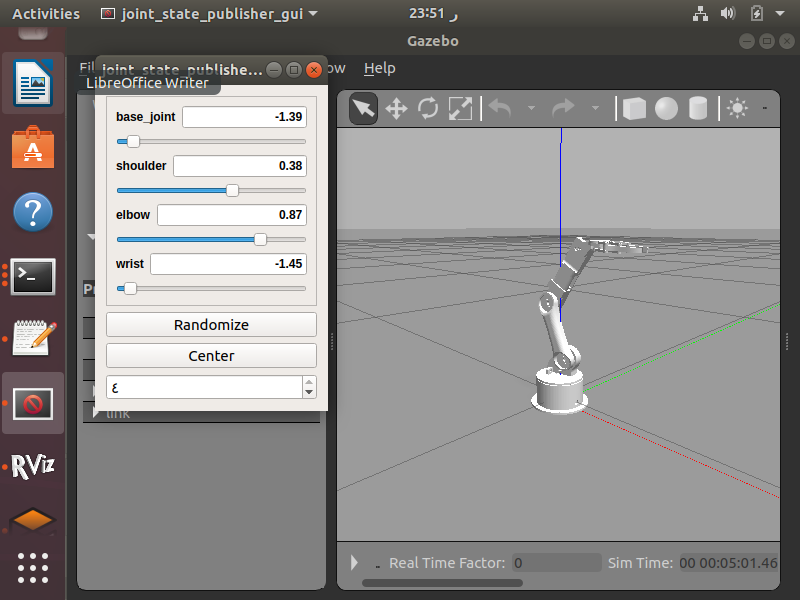 Activities
joint_state_publisher_gui
23:51 ر
Gazebo
joint_state_publishe...
ow
Help
LibreOffice Writer
base_joint
-1.39
shoulder
0.38
elbow
0.87
wrist
-1.45
Randomize
Center
٤
link
RViz
Real Time Factor:
0
Sim Time:
00 00:05:01.46